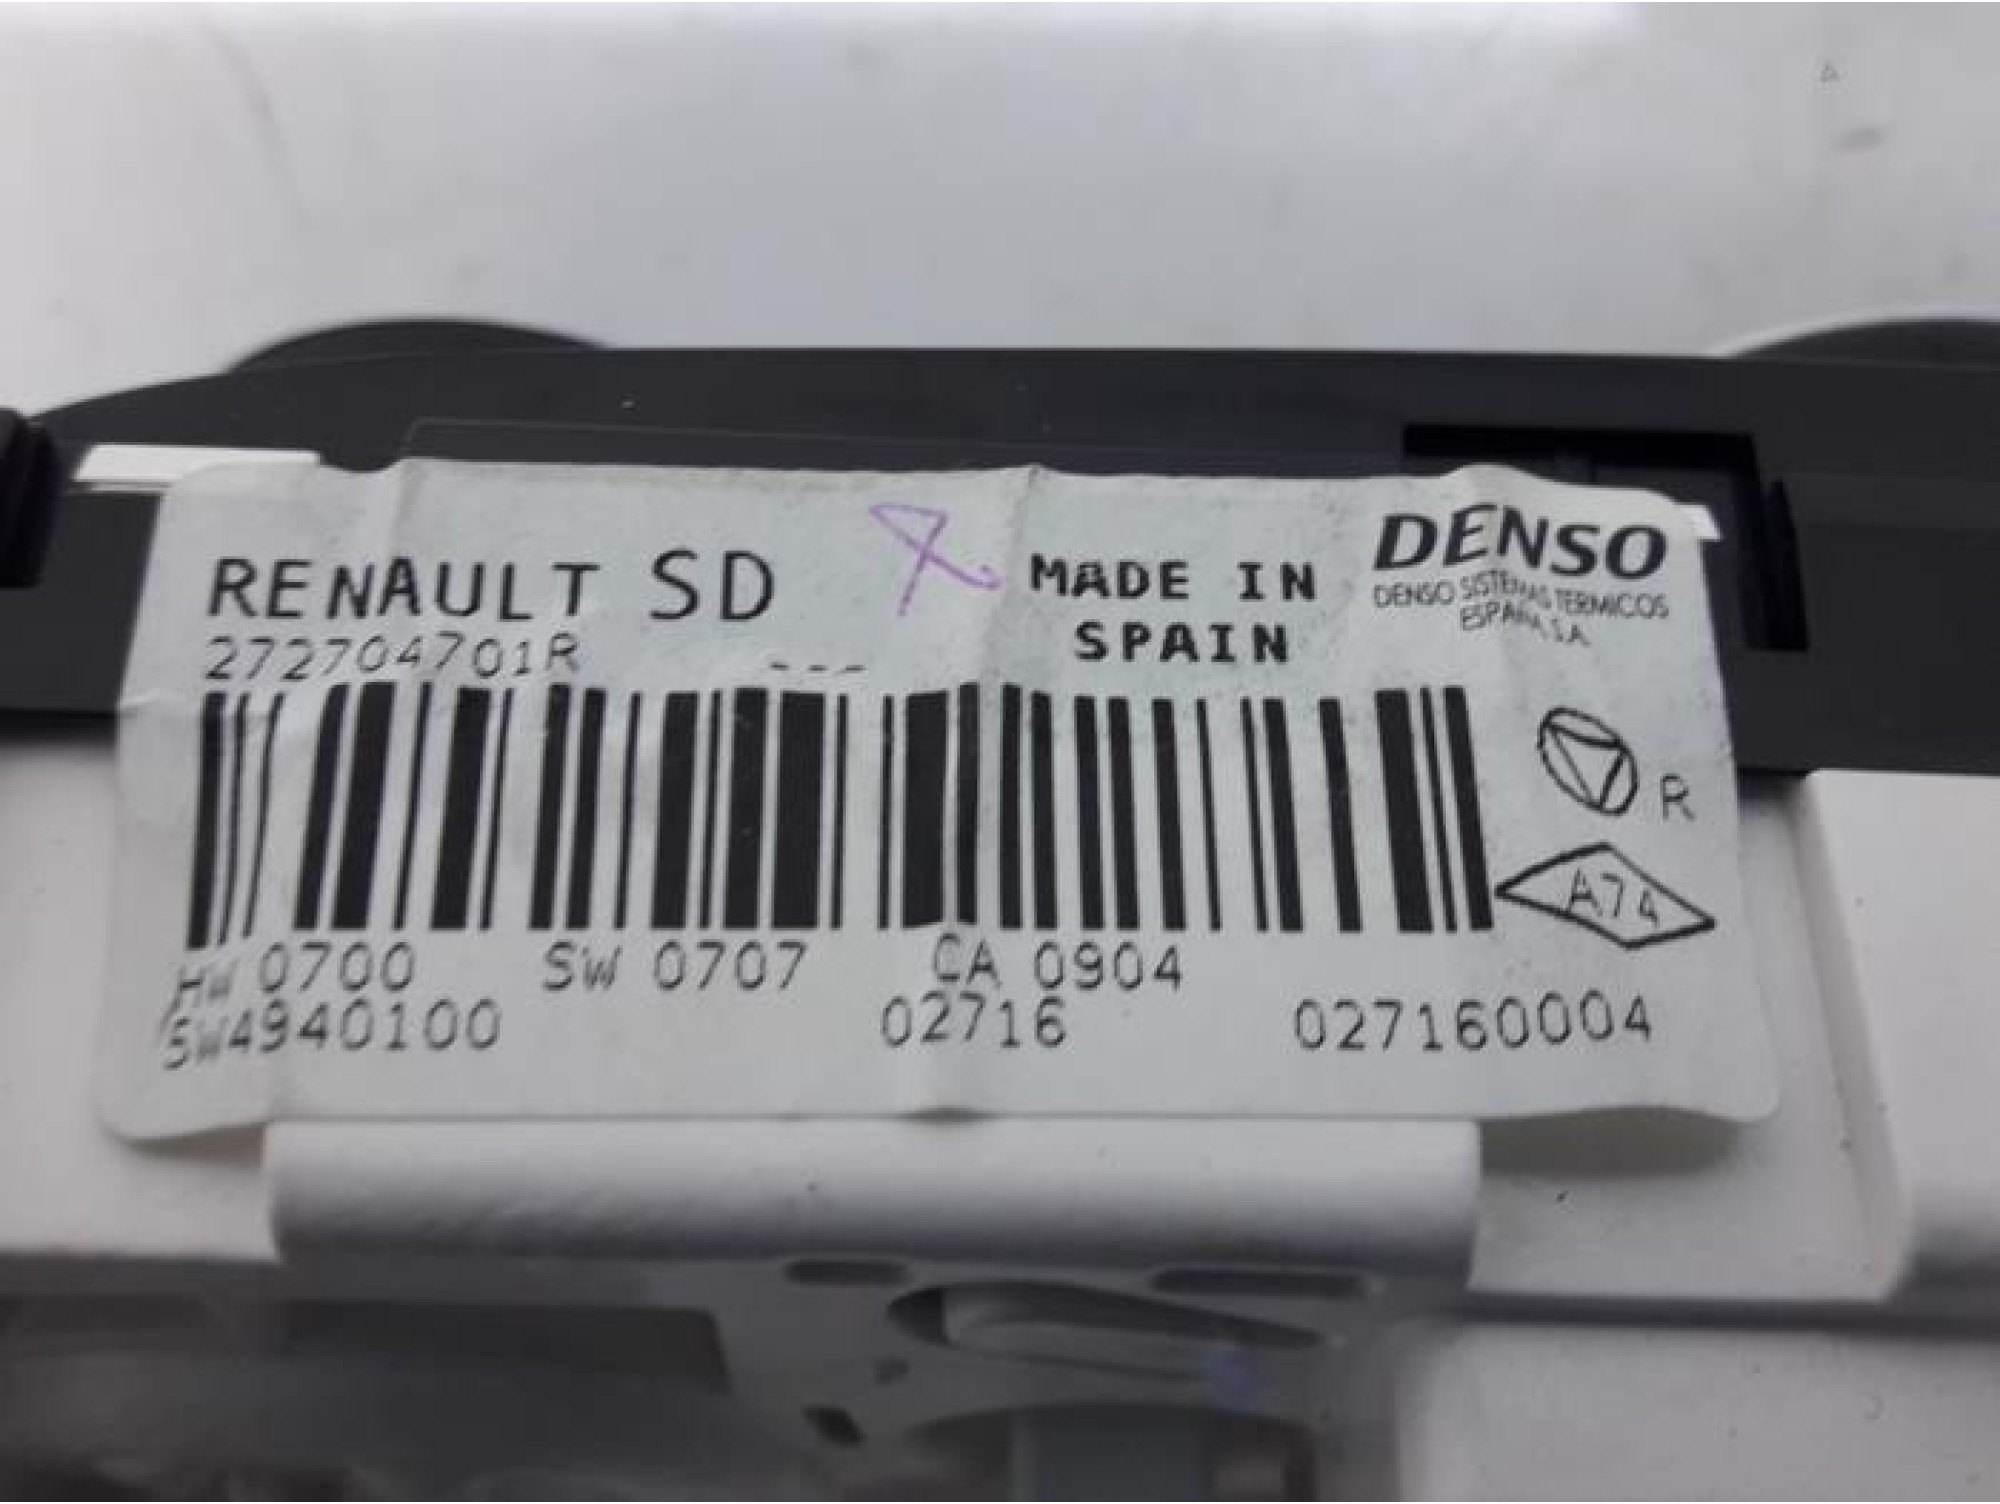 RENAULT SD
272704701R
---
MADE IN
SPAIN
DENSO
DENSO SISTEMAS TERMICOS
ESPAÑA S.A.
R
A74
HW 0700 SW 0707 CA 0904
SW4940100 02716 027160004